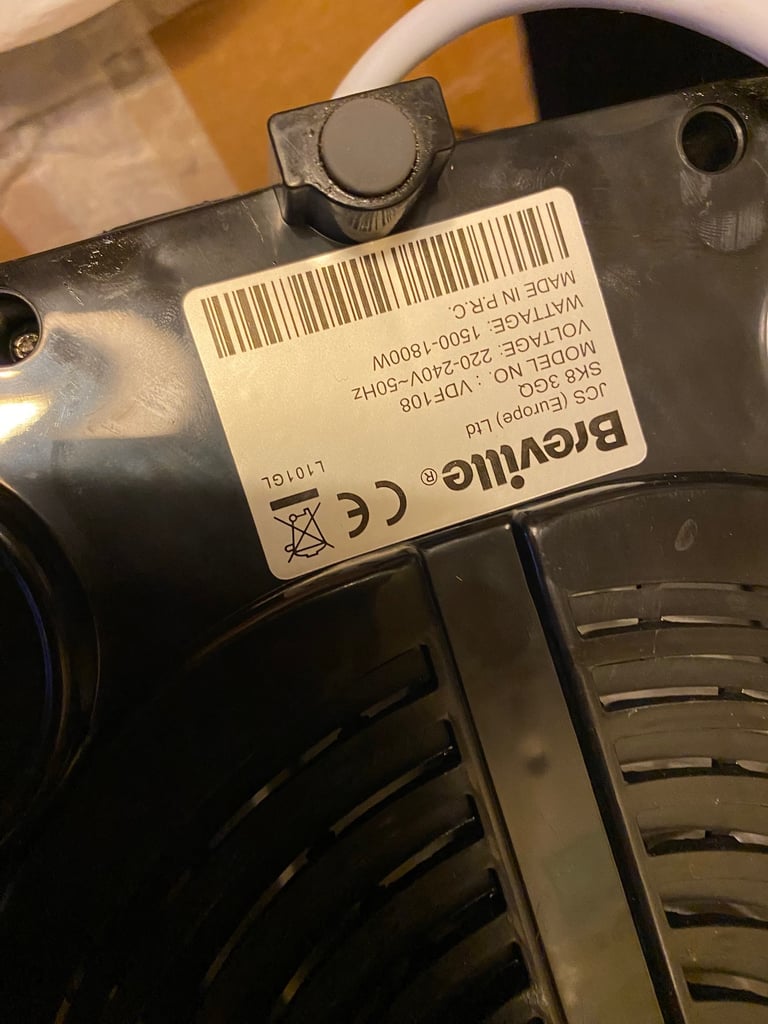 Breville®
JCS (Europe) Ltd
SK8 3GQ
MODEL NO. : VDF108
VOLTAGE: 220-240V~50Hz
WATTAGE: 1500-1800W
MADE IN P.R.C.
CE
L101GL